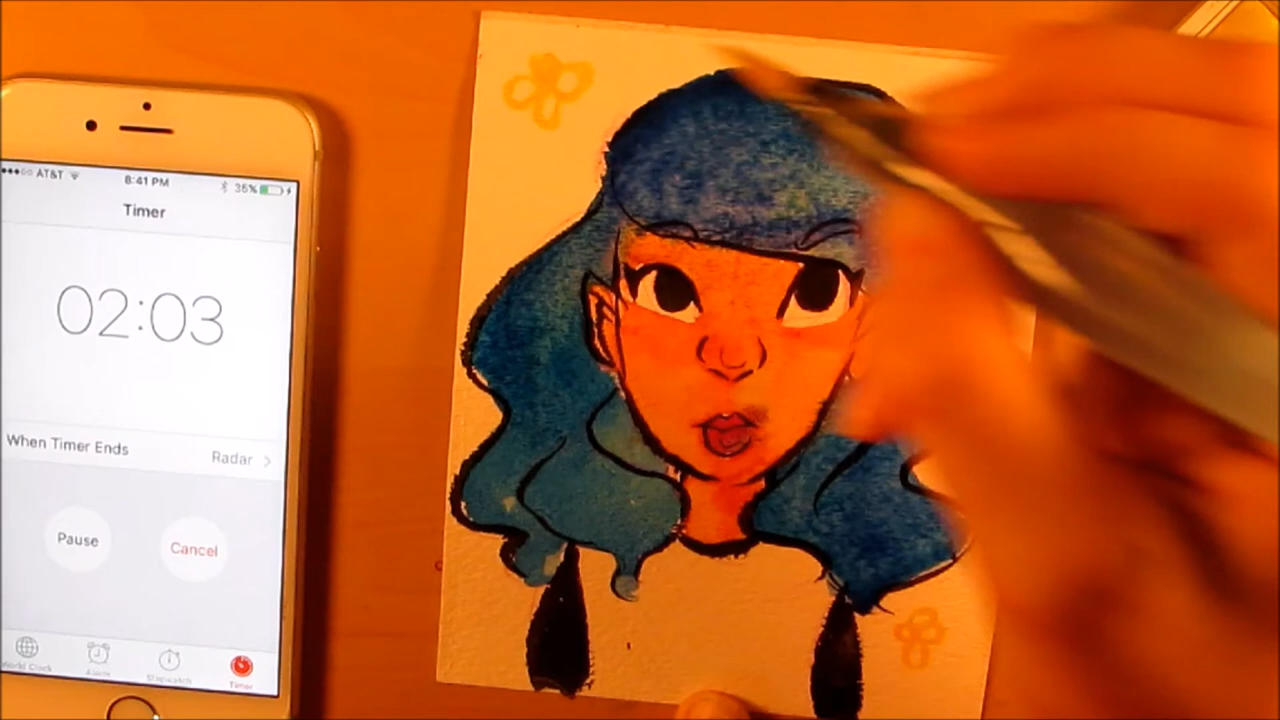 AT&T 8:41 PM 35%
Timer
02:03
When Timer Ends Radar
Pause Cancel
World Clock Alarm Stopwatch Timer